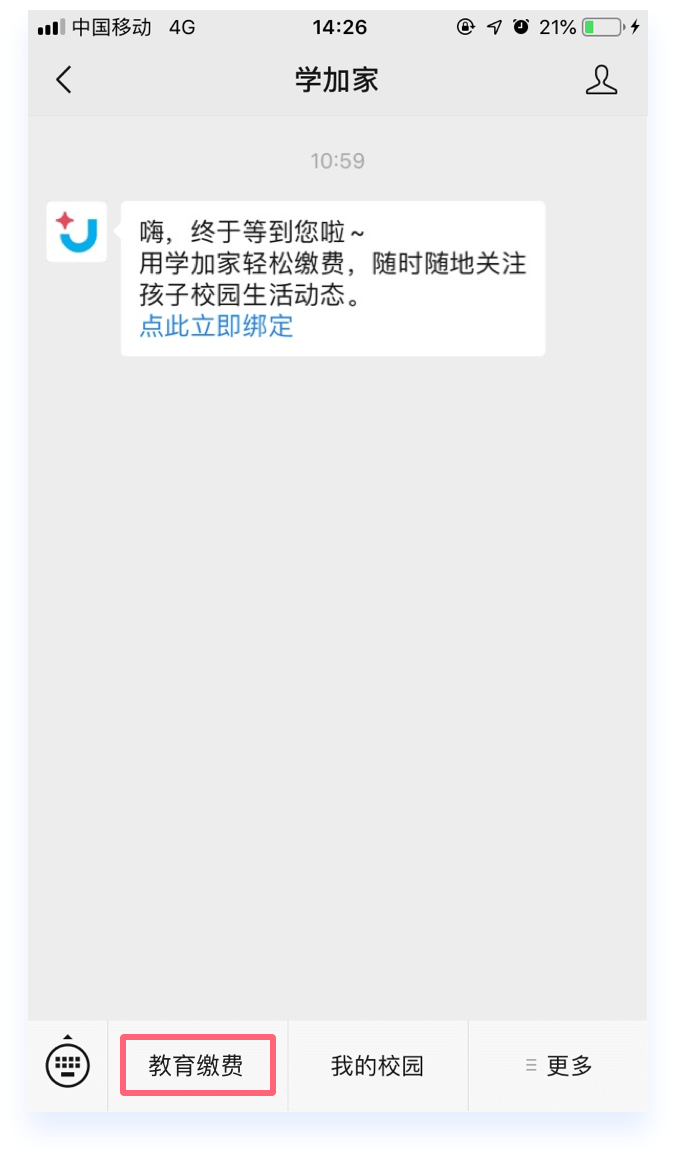 中国移动 4G 14:26 21%
学加家
10:59
嗨，终于等到您啦～
用学加家轻松缴费，随时随地关注
孩子校园生活动态。
点此立即绑定
教育缴费 我的校园 更多